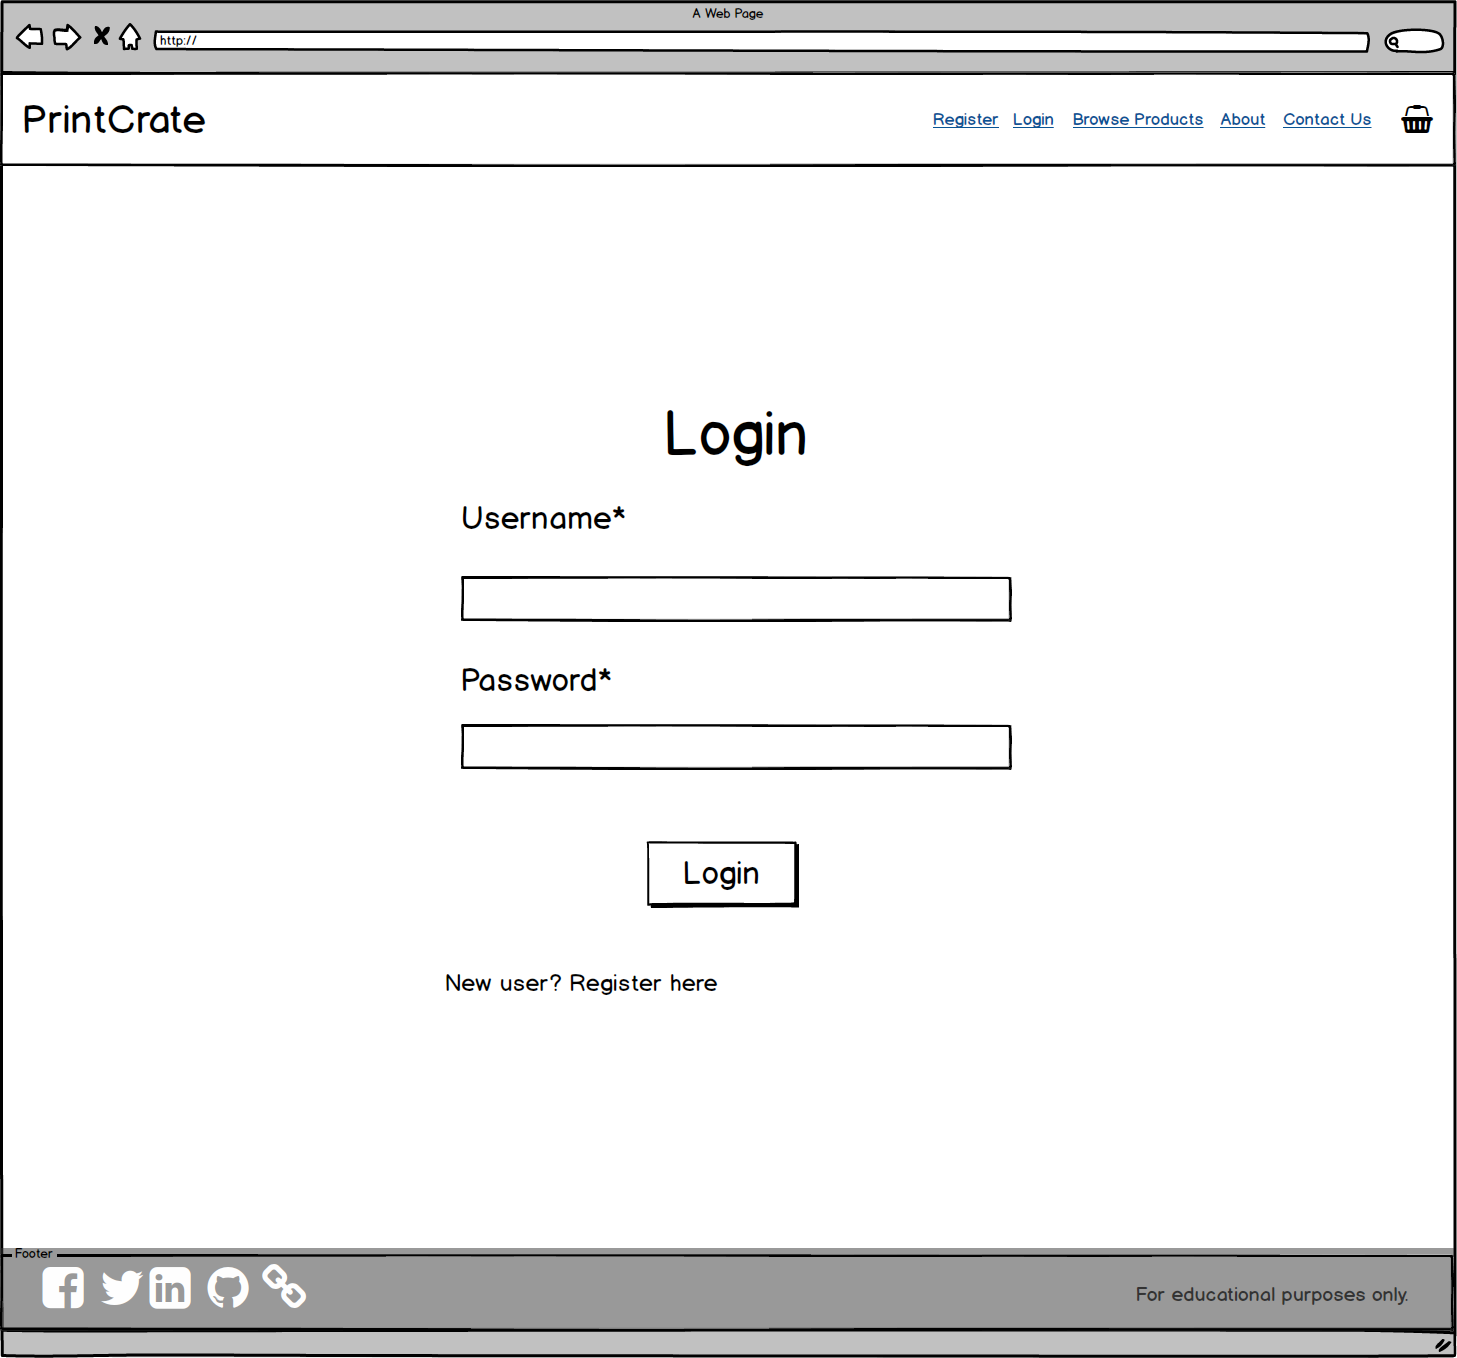 A Web Page
http://
PrintCrate
Register Login Browse Products About Contact Us
Login
Username*
Password*
Login
New user? Register here
Footer
For educational purposes only.